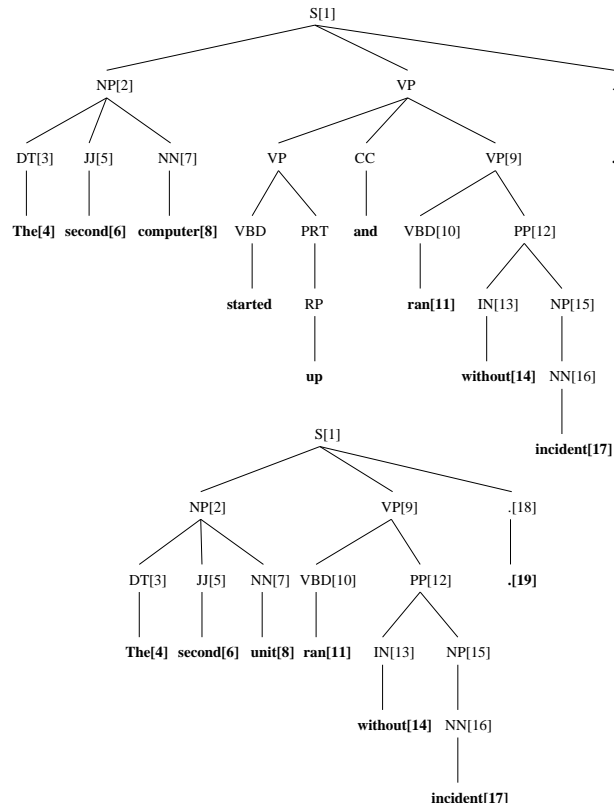 S[1]
NP[2] VP .
DT[3] JJ[5] NN[7] VP CC VP[9] .
The[4] second[6] computer[8] VBD PRT and VBD[10] PP[12]
started RP ran[11] IN[13] NP[15]
up without[14] NN[16]
incident[17]
S[1]
NP[2] VP[9] .[18]
DT[3] JJ[5] NN[7] VBD[10] PP[12] .[19]
The[4] second[6] unit[8] ran[11] IN[13] NP[15]
without[14] NN[16]
incident[17]